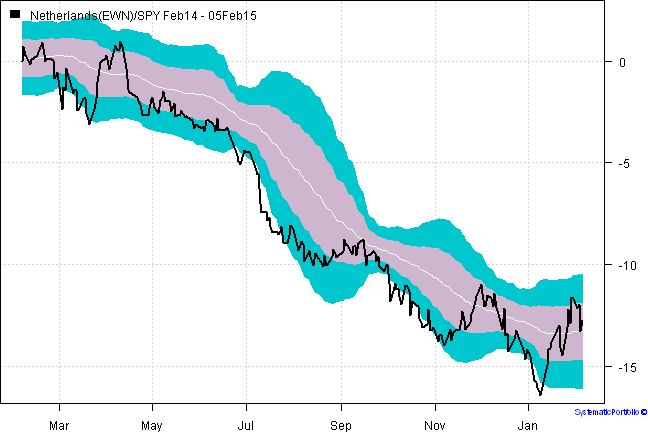 Netherlands(EWN)/SPY Feb14 - 05Feb15
0
-5
-10
-15
Mar May Jul Sep Nov Jan
SystematicPortfolio ©